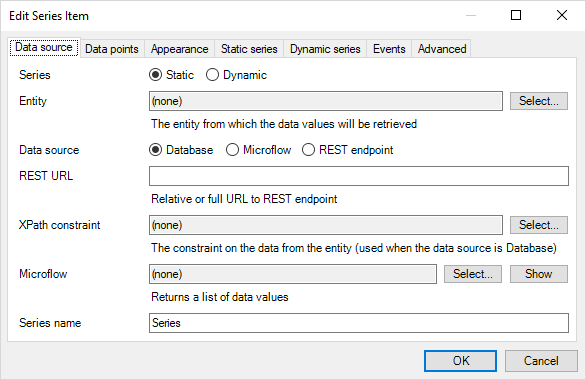 Edit Series Item
Data source Data points Appearance Static series Dynamic series Events Advanced
Series Static Dynamic
Entity (none) Select...
The entity from which the data values will be retrieved
Data source Database Microflow REST endpoint
REST URL
Relative or full URL to REST endpoint
XPath constraint (none) Select...
The constraint on the data from the entity (used when the data source is Database)
Microflow (none) Select... Show
Returns a list of data values
Series name Series
OK Cancel